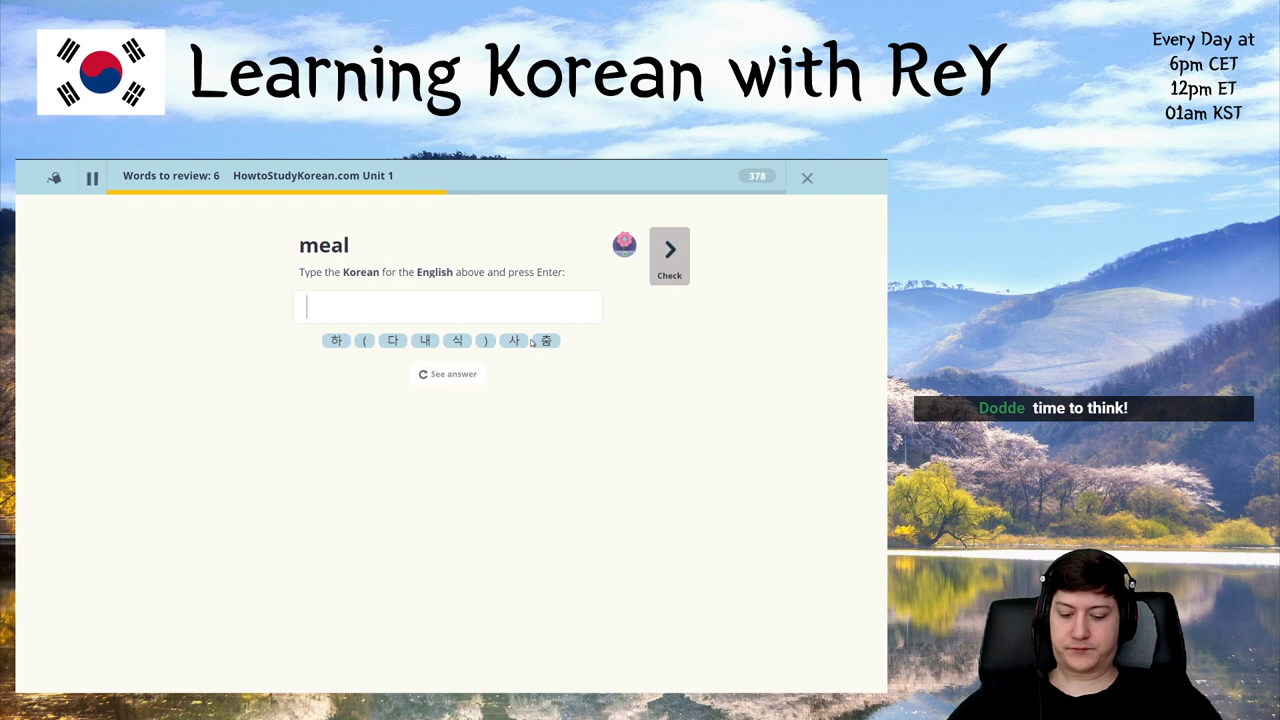 Learning Korean with ReY
Every Day at
6pm CET
12pm ET
01am KST
Words to review: 6 HowtoStudyKorean.com Unit 1
378
meal
Type the Korean for the English above and press Enter:
Check
하 ( 다 내 식 ) 사 춤
See answer
Dodde time to think!